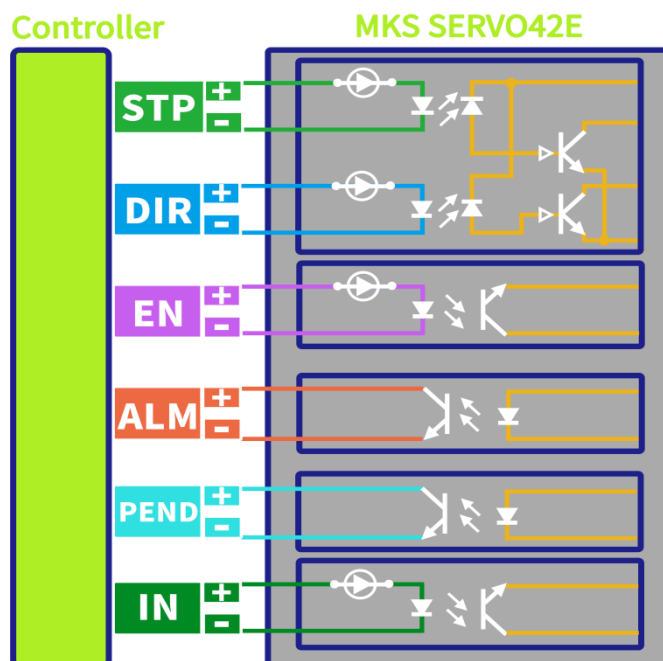 Controller
MKS SERVO42E
STP + -
DIR + -
EN + -
ALM + -
PEND + -
IN + -